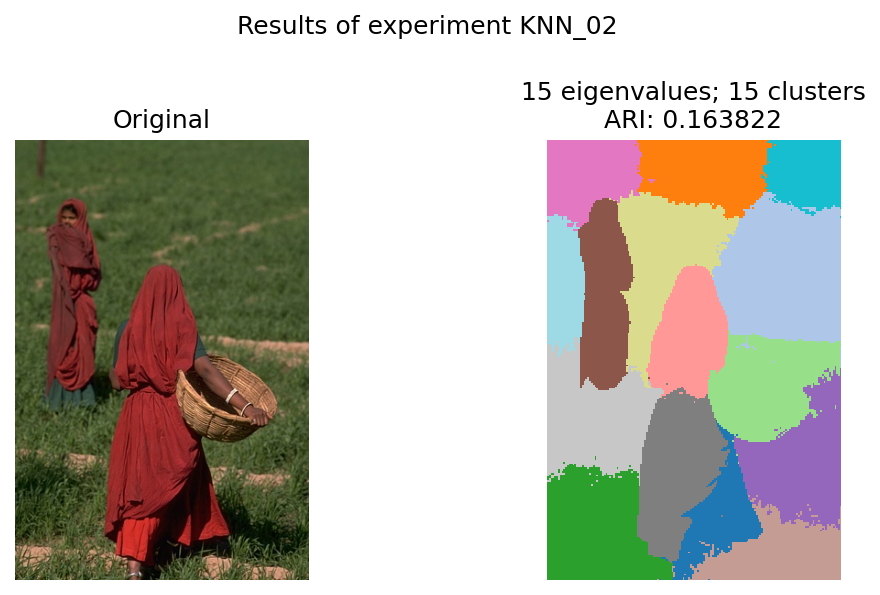 Results of experiment KNN_02
Original
15 eigenvalues; 15 clusters
ARI: 0.163822